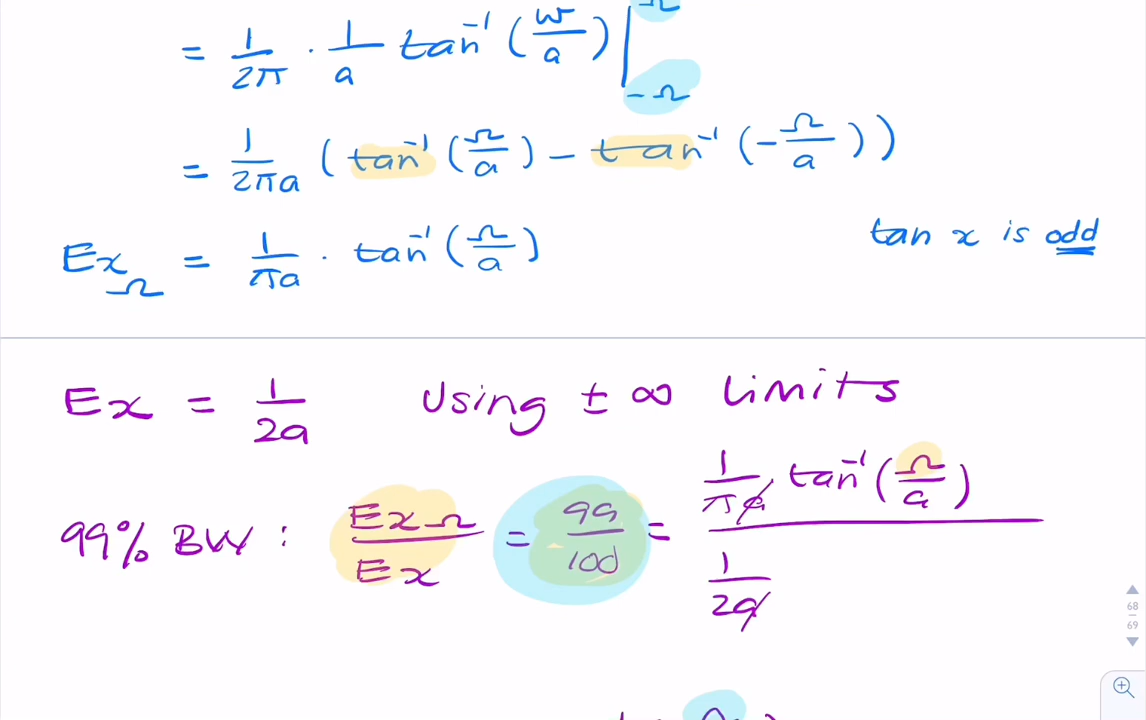 = 1/2π · 1/a tan⁻¹(w/a) | Ω -Ω
= 1/2πa (tan⁻¹(Ω/a) - tan⁻¹(-Ω/a))
Ex_Ω = 1/πa · tan⁻¹(Ω/a)
tan x is odd
Ex = 1/2a using ± ∞ limits
99% BW: Ex_Ω/Ex = 99/100 = 1/πa · tan⁻¹(Ω/a) / 1/2a
68
69